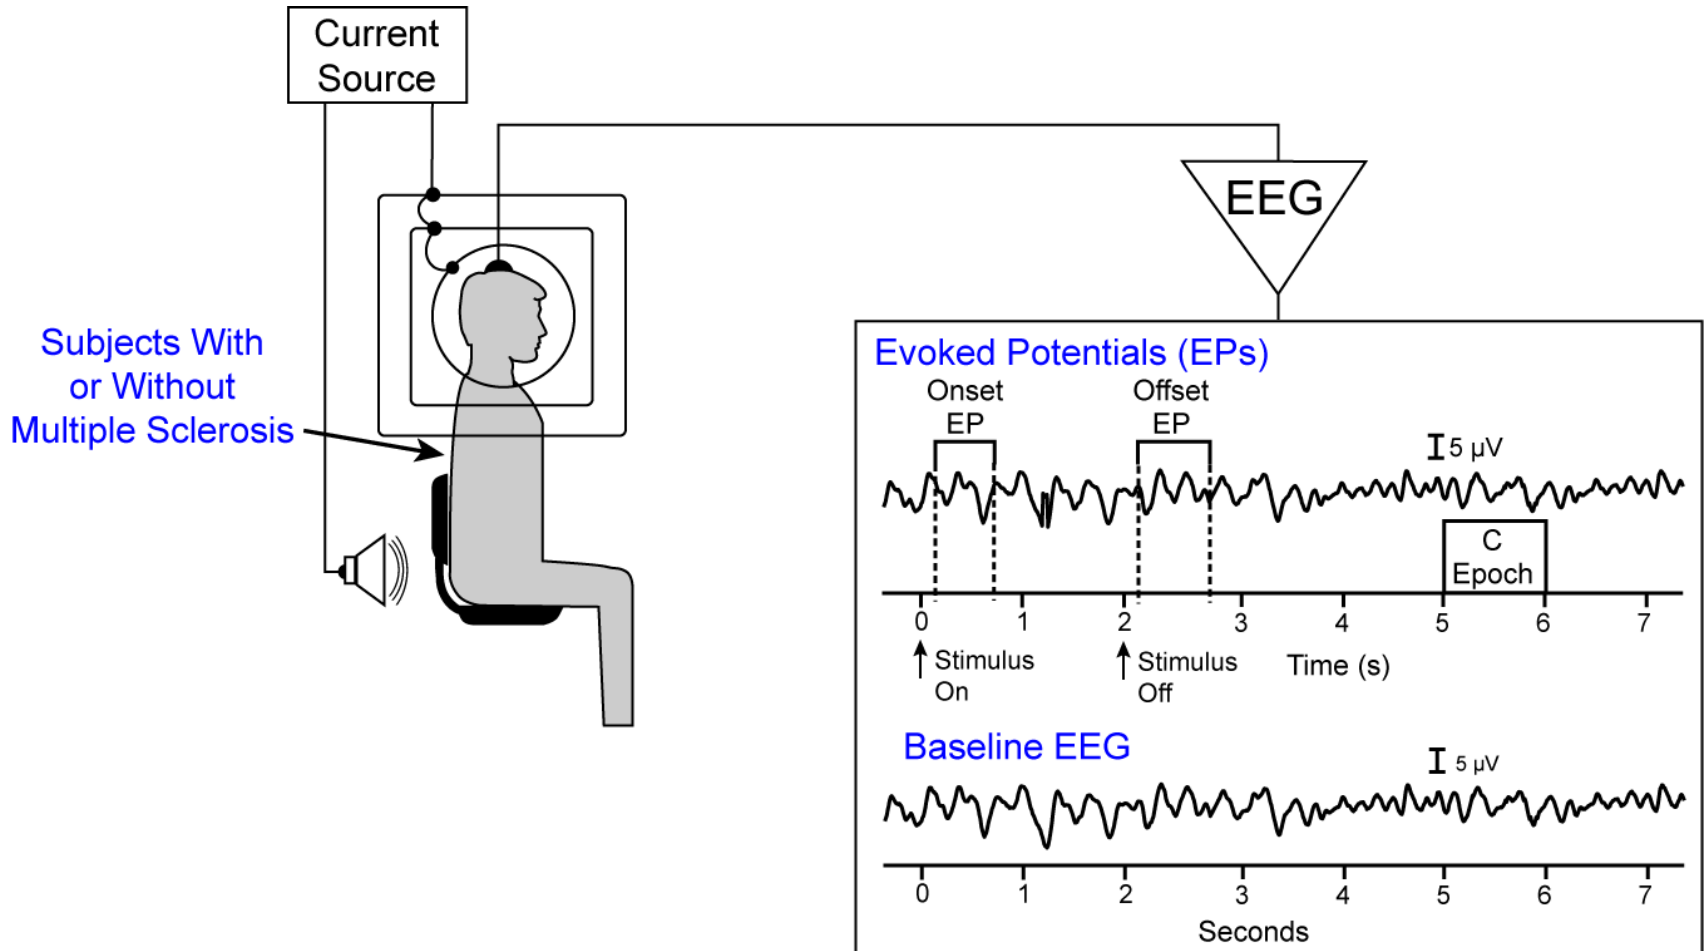 Current
Source
EEG
Subjects With
or Without
Multiple Sclerosis
Evoked Potentials (EPs)
Onset
EP
Offset
EP
5 µV
C
Epoch
0 1 2 3 4 5 6 7
Stimulus
On
Stimulus
Off
Time (s)
Baseline EEG
5 µV
0 1 2 3 4 5 6 7
Seconds